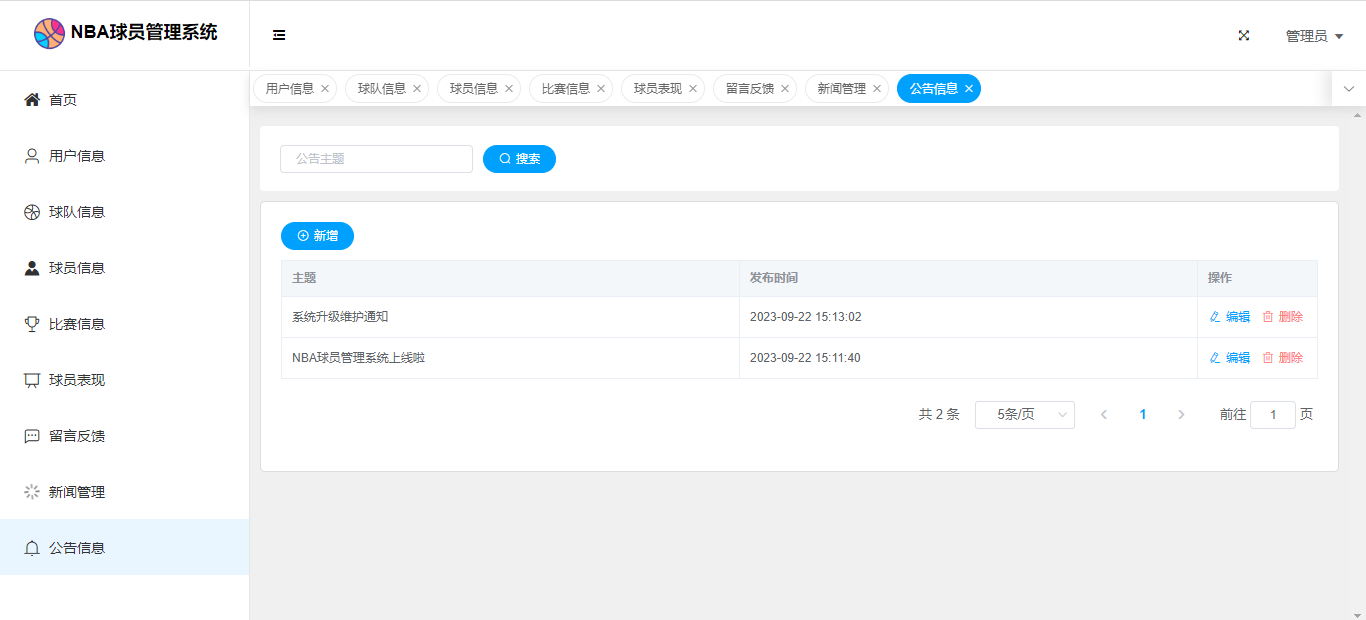 NBA球员管理系统
管理员
首页
用户信息
球队信息
球员信息
比赛信息
球员表现
留言反馈
新闻管理
公告信息
用户信息 球队信息 球员信息 比赛信息 球员表现 留言反馈 新闻管理 公告信息
公告主题 搜索
新增
主题 发布时间 操作
系统升级维护通知 2023-09-22 15:13:02 编辑 删除
NBA球员管理系统上线啦 2023-09-22 15:11:40 编辑 删除
共 2 条 5条/页 1 前往 1 页